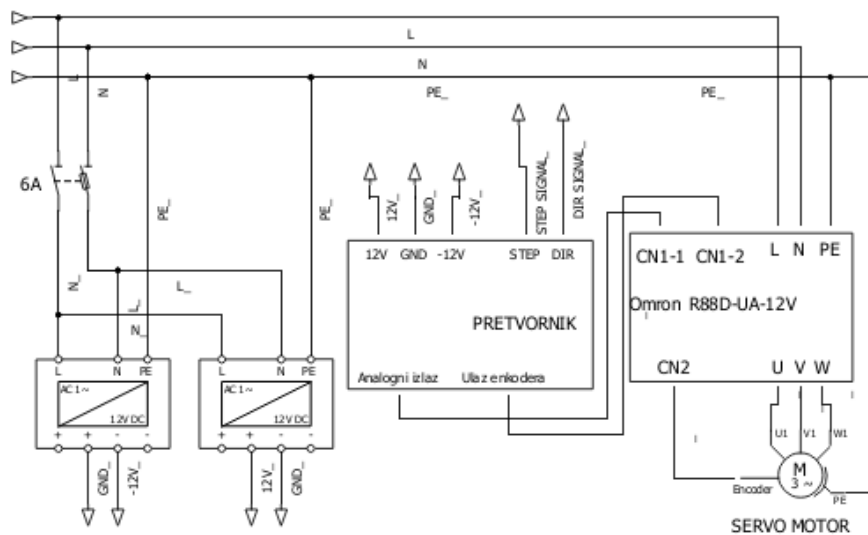 L
N
PE_
PE_
L
N
6A
PE_
PE_
N_
L_
L_
N_
12V_
GND_
-12V_
STEP SIGNAL_
DIR SIGNAL_
12V GND -12V STEP DIR
PRETVORNIK
Analogni izlaz Ulaz enkodera
CN1-1 CN1-2 L N PE
Omron R88D-UA-12V
CN2 U V W
L N PE
AC 1~
12V DC
+ + - -
GND_
-12V_
L N PE
AC 1~
12V DC
+ + - -
12V_
GND_
U1 V1 W1
M
3 ~
Encoder
PE
SERVO MOTOR